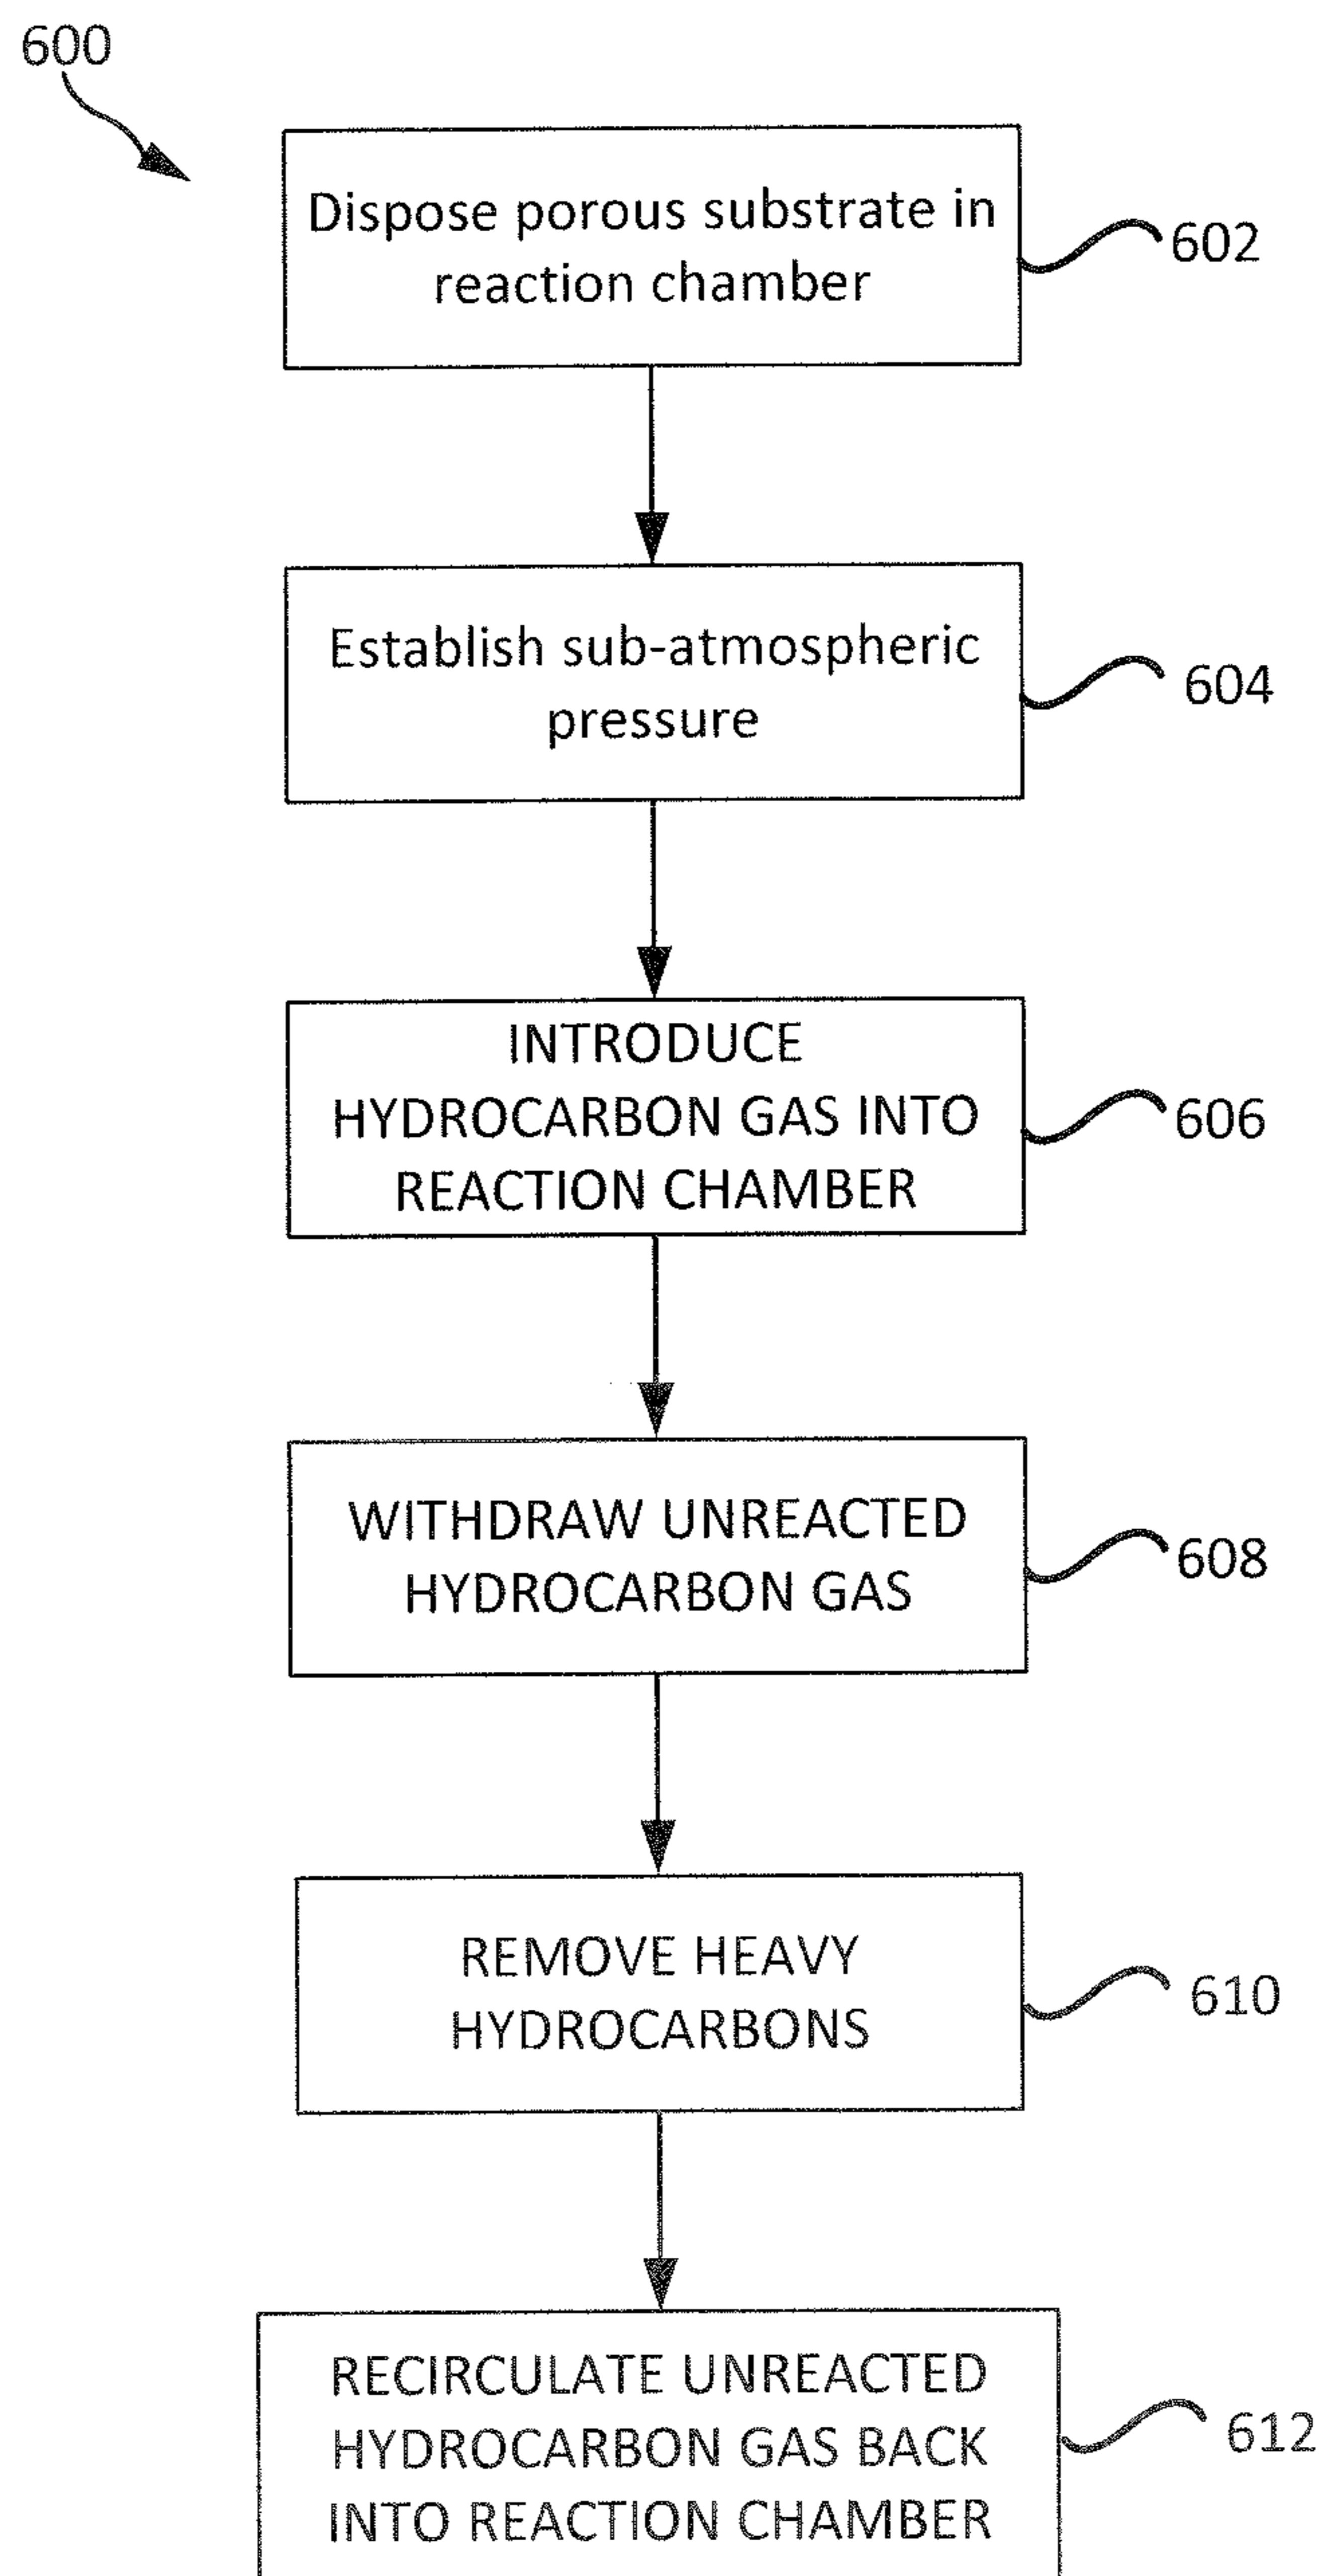 600
Dispose porous substrate in
reaction chamber
602
Establish sub-atmospheric
pressure
604
INTRODUCE
HYDROCARBON GAS INTO
REACTION CHAMBER
606
WITHDRAW UNREACTED
HYDROCARBON GAS
608
REMOVE HEAVY
HYDROCARBONS
610
RECIRCULATE UNREACTED
HYDROCARBON GAS BACK
INTO REACTION CHAMBER
612